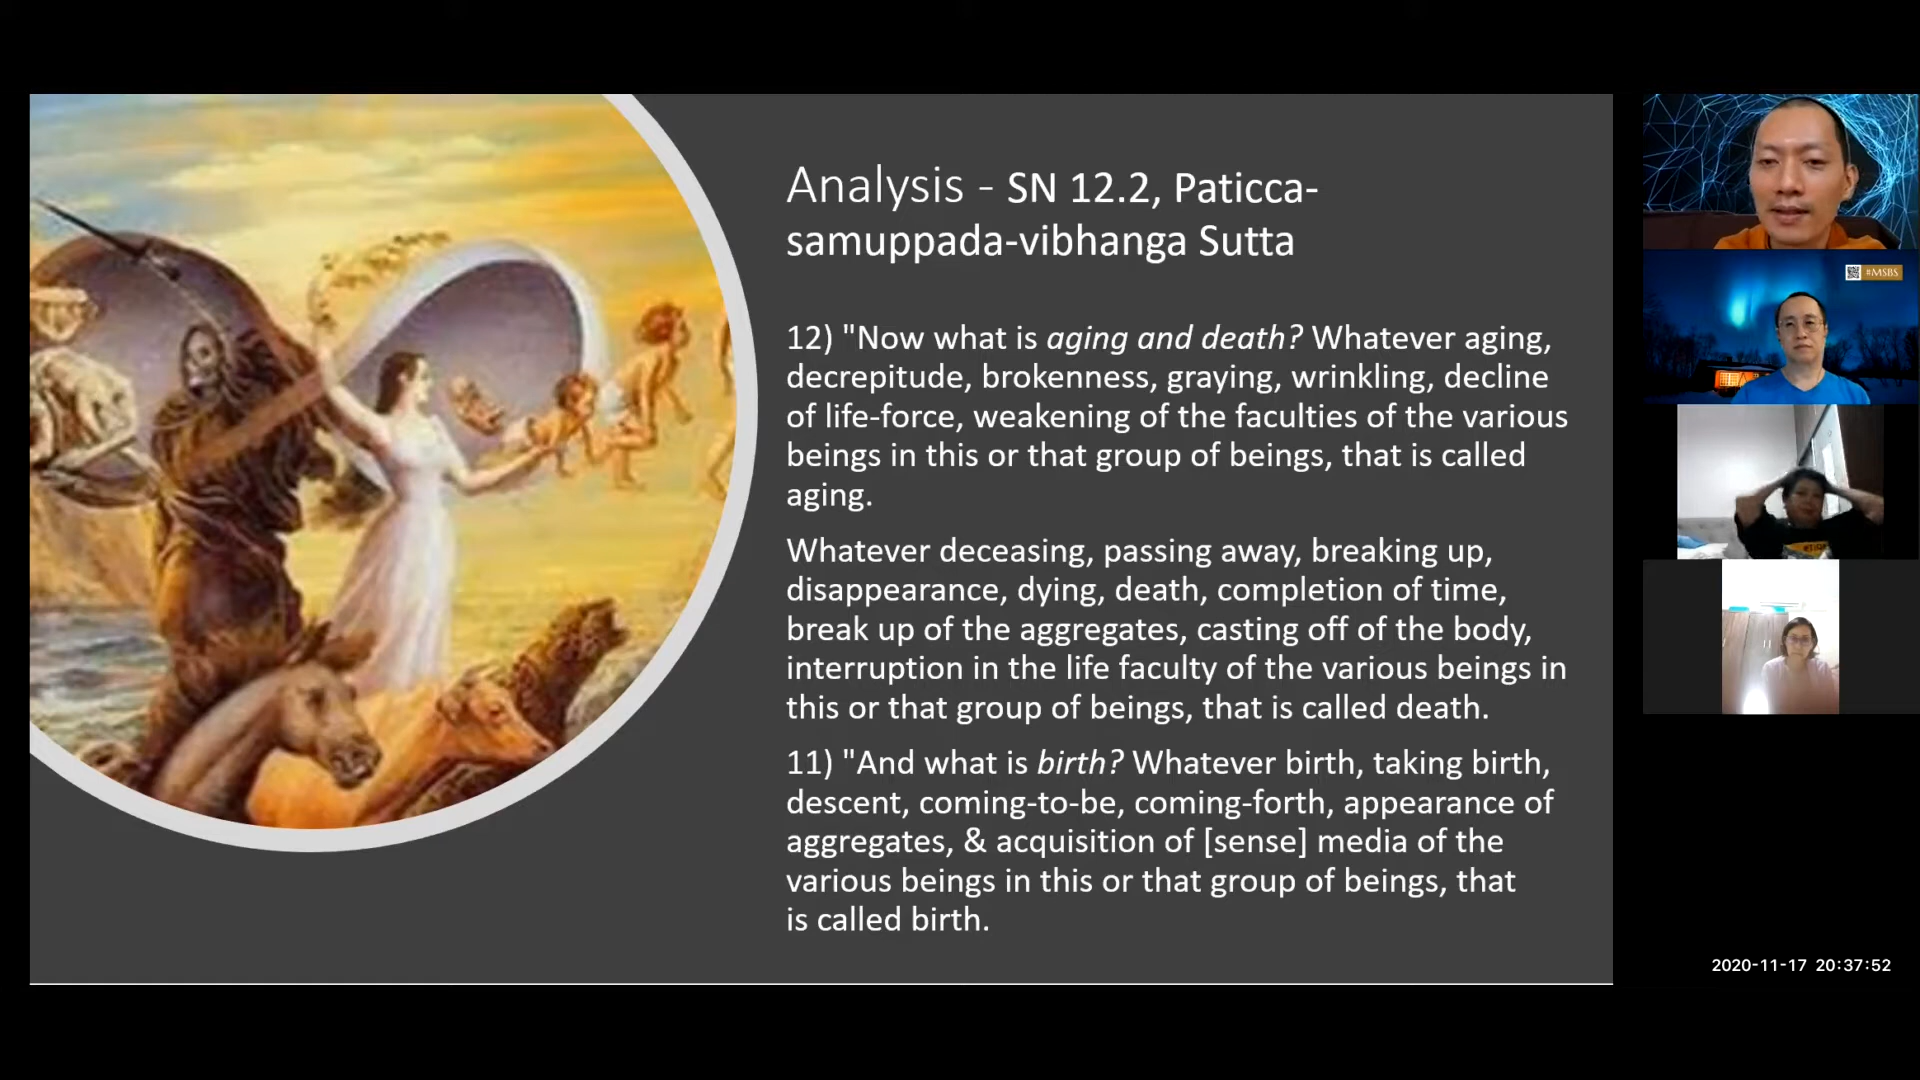 Analysis - SN 12.2, Paticca-
samuppada-vibhanga Sutta
12) "Now what is aging and death? Whatever aging,
decrepitude, brokenness, graying, wrinkling, decline
of life-force, weakening of the faculties of the various
beings in this or that group of beings, that is called
aging.
Whatever deceasing, passing away, breaking up,
disappearance, dying, death, completion of time,
break up of the aggregates, casting off of the body,
interruption in the life faculty of the various beings in
this or that group of beings, that is called death.
11) "And what is birth? Whatever birth, taking birth,
descent, coming-to-be, coming-forth, appearance of
aggregates, & acquisition of [sense] media of the
various beings in this or that group of beings, that
is called birth.
#MSBS
2020-11-17 20:37:52